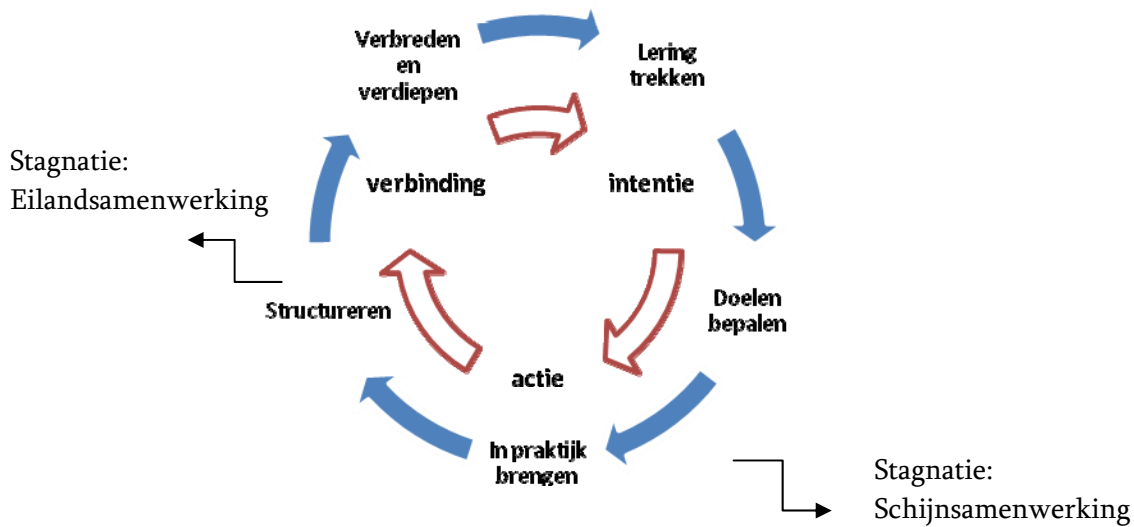 Verbreden
en
verdiepen
Lering
trekken
Stagnatie:
Eilandsamenwerking
verbinding
intentie
Structureren
Doelen
bepalen
actie
In praktijk
brengen
Stagnatie:
Schijnsamenwerking